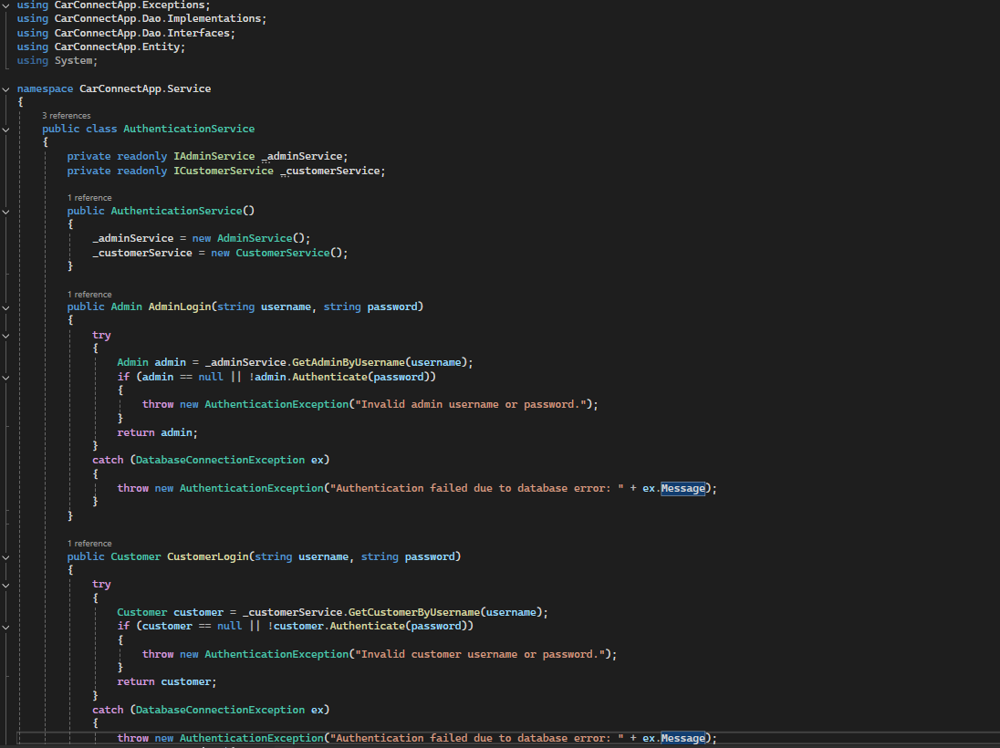 using CarConnectApp.Exceptions;
using CarConnectApp.Dao.Implementations;
using CarConnectApp.Dao.Interfaces;
using CarConnectApp.Entity;
using System;
namespace CarConnectApp.Service
{
3 references
public class AuthenticationService
{
private readonly IAdminService _adminService;
private readonly ICustomerService _customerService;
1 reference
public AuthenticationService()
{
_adminService = new AdminService();
_customerService = new CustomerService();
}
1 reference
public Admin AdminLogin(string username, string password)
{
try
{
Admin admin = _adminService.GetAdminByUsername(username);
if (admin == null || !admin.Authenticate(password))
{
throw new AuthenticationException("Invalid admin username or password.");
}
return admin;
}
catch (DatabaseConnectionException ex)
{
throw new AuthenticationException("Authentication failed due to database error: " + ex.Message);
}
}
1 reference
public Customer CustomerLogin(string username, string password)
{
try
{
Customer customer = _customerService.GetCustomerByUsername(username);
if (customer == null || !customer.Authenticate(password))
{
throw new AuthenticationException("Invalid customer username or password.");
}
return customer;
}
catch (DatabaseConnectionException ex)
{
throw new AuthenticationException("Authentication failed due to database error: " + ex.Message);